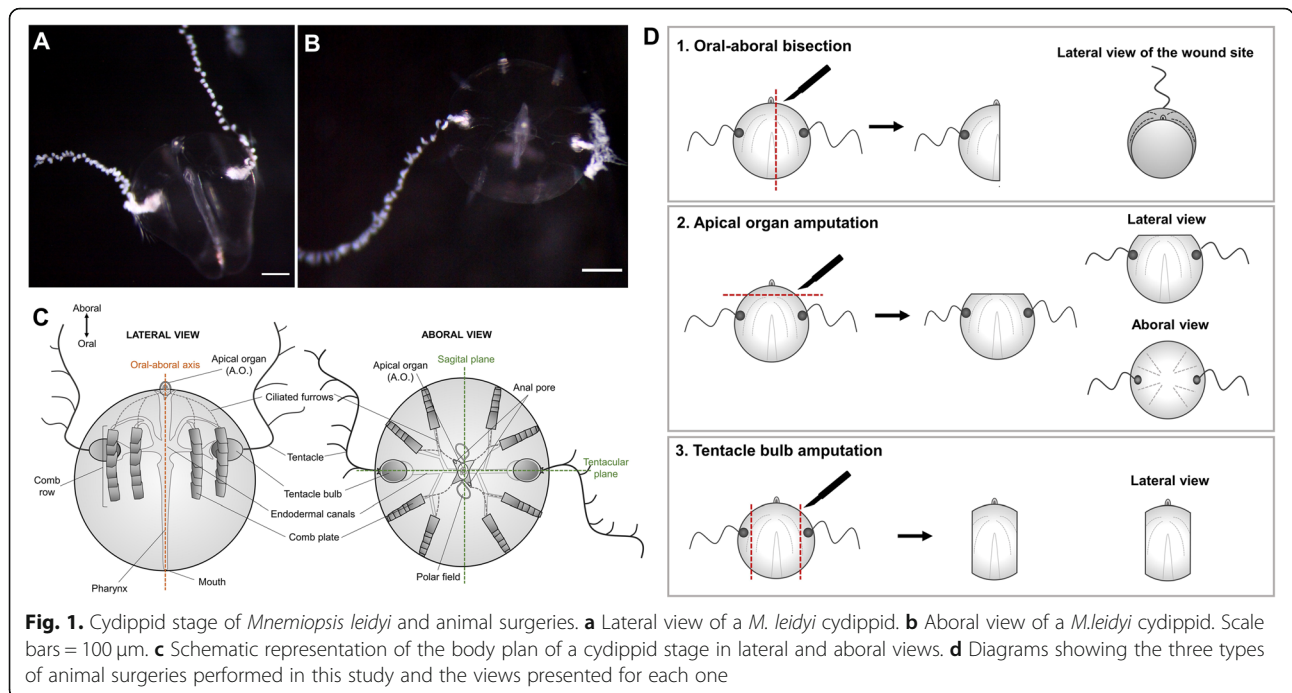 A
B
C
Aboral
Oral
LATERAL VIEW
ABORAL VIEW
Oral-aboral axis
Apical organ
(A.O.)
Ciliated furrows
Comb
row
Tentacle
Tentacle bulb
Endodermal canals
Comb plate
Pharynx
Mouth
Sagital plane
Apical organ
(A.O.)
Anal pore
Tentacular
plane
Polar field
D
1. Oral-aboral bisection
Lateral view of the wound site
2. Apical organ amputation
Lateral view
Aboral view
3. Tentacle bulb amputation
Lateral view
Fig. 1. Cydippid stage of Mnemiopsis leidyi and animal surgeries. a Lateral view of a M. leidyi cydippid. b Aboral view of a M.leidyi cydippid. Scale
bars = 100 μm. c Schematic representation of the body plan of a cydippid stage in lateral and aboral views. d Diagrams showing the three types
of animal surgeries performed in this study and the views presented for each one